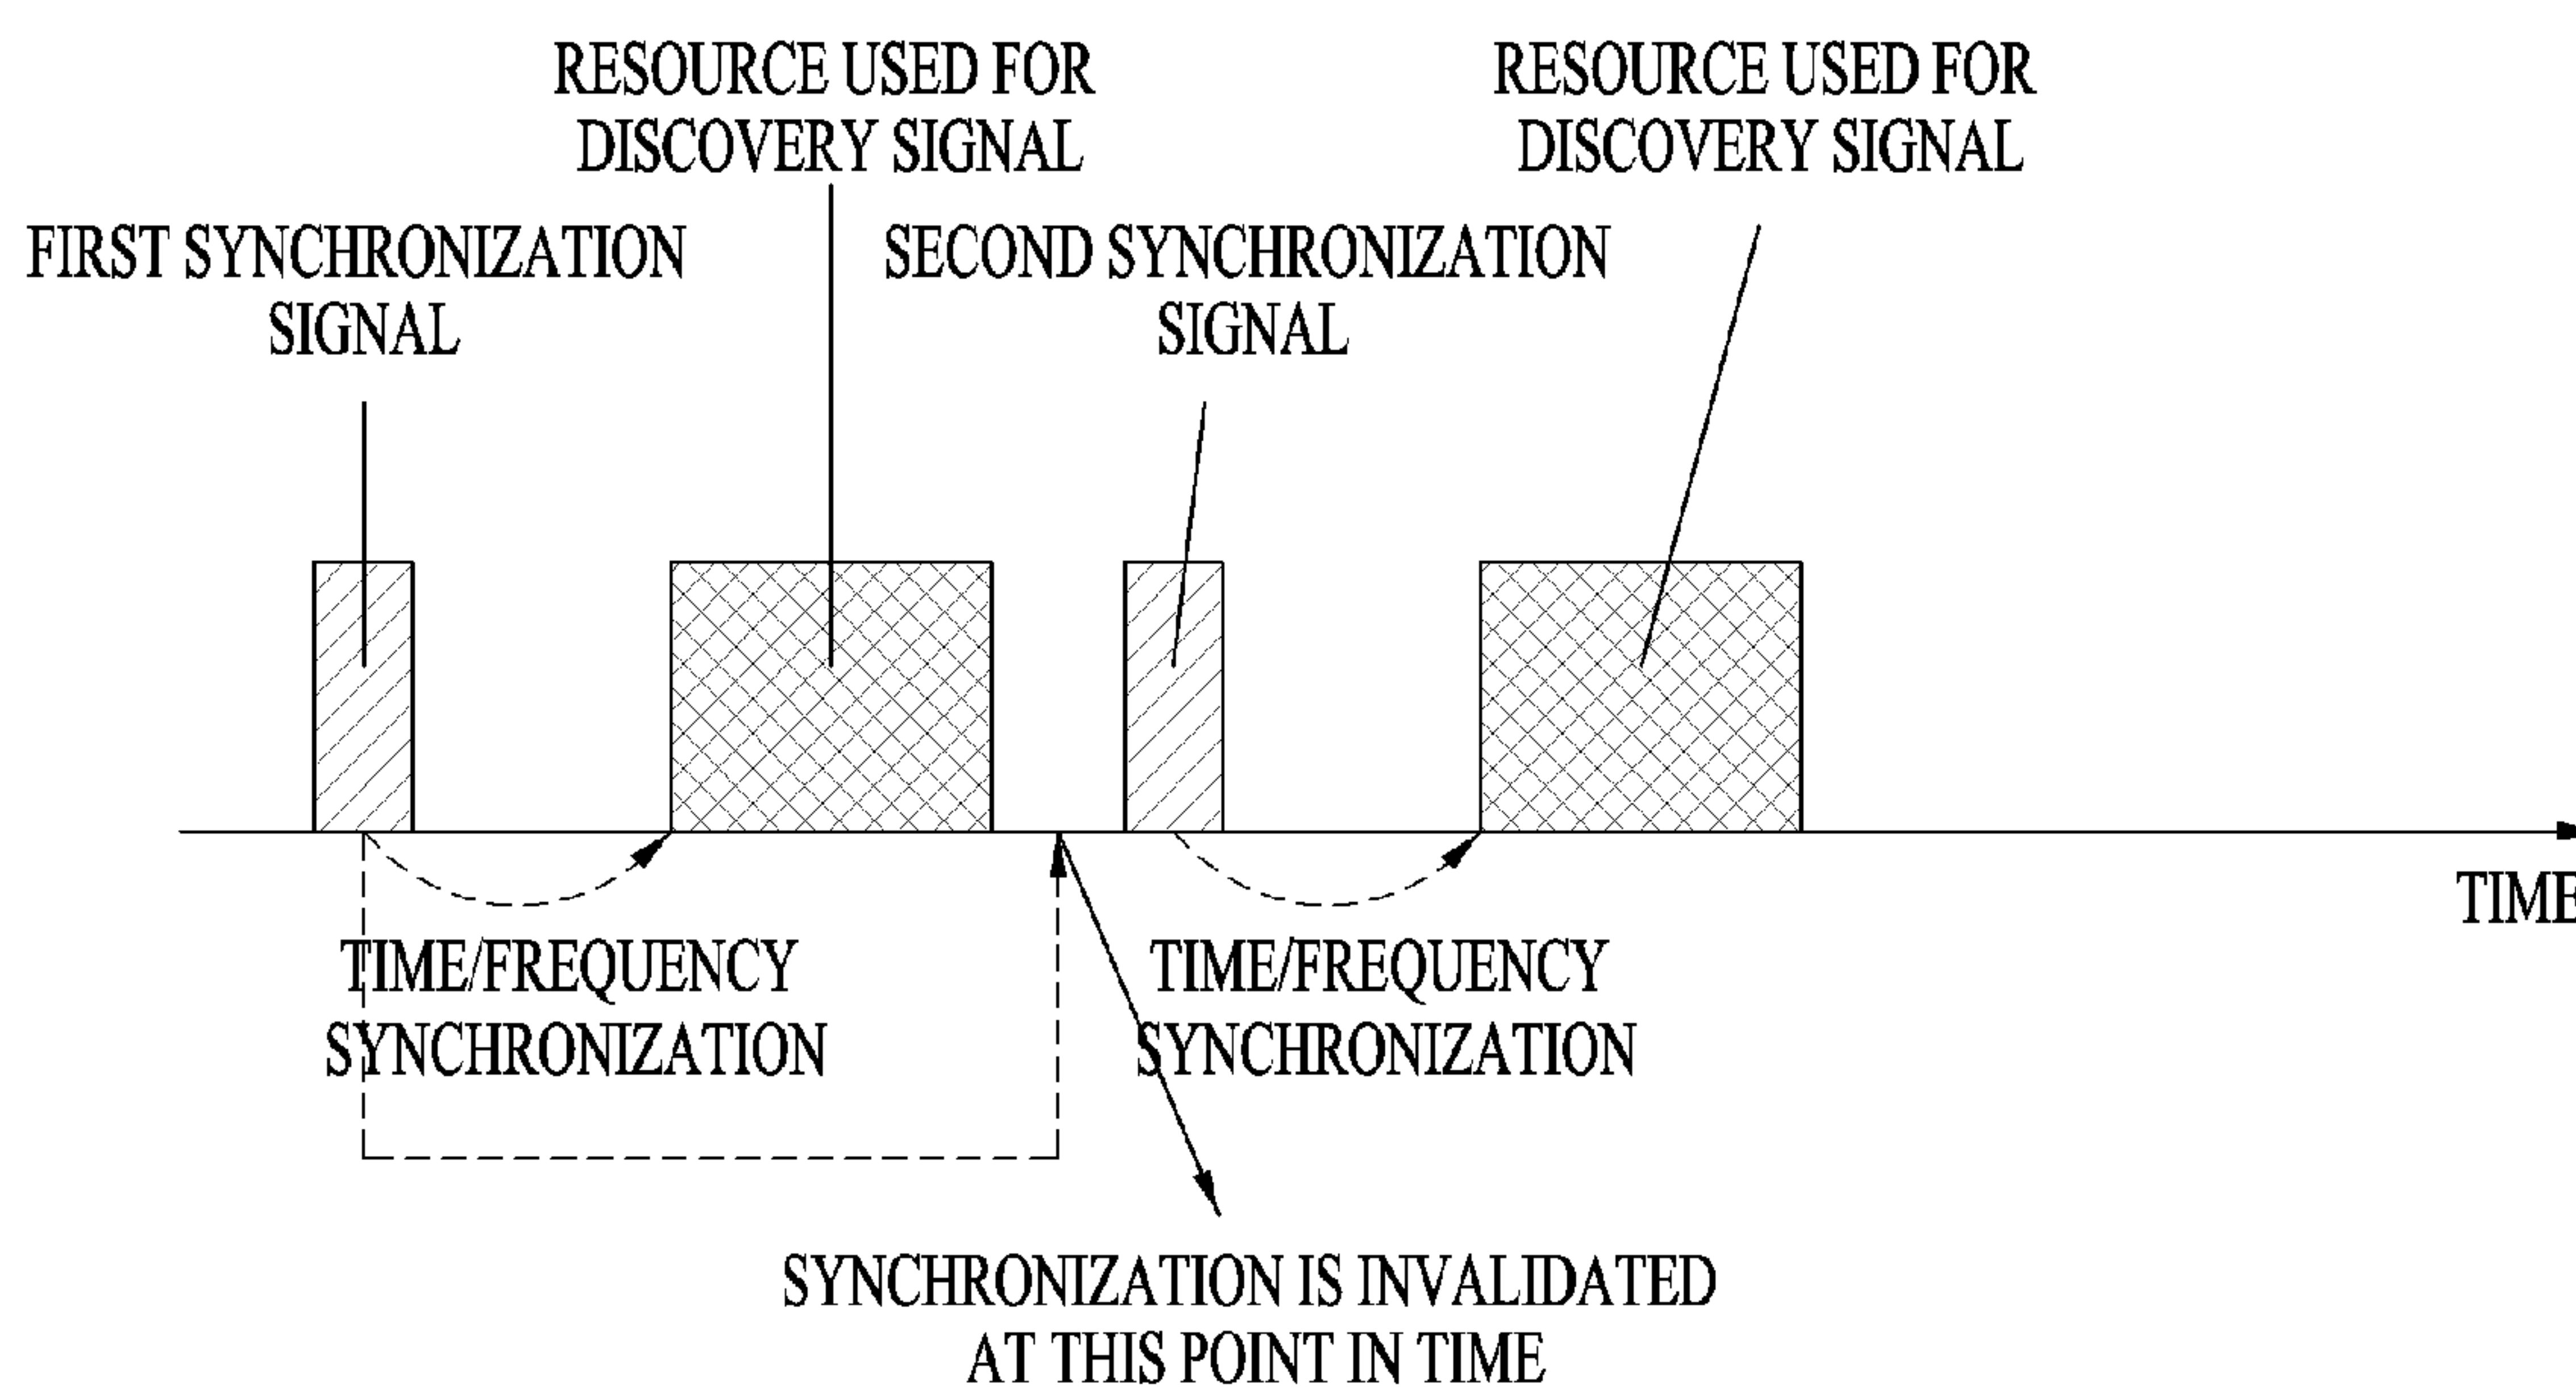 RESOURCE USED FOR
DISCOVERY SIGNAL
RESOURCE USED FOR
DISCOVERY SIGNAL
FIRST SYNCHRONIZATION
SIGNAL
SECOND SYNCHRONIZATION
SIGNAL
TIME
TIME/FREQUENCY
SYNCHRONIZATION
TIME/FREQUENCY
SYNCHRONIZATION
SYNCHRONIZATION IS INVALIDATED
AT THIS POINT IN TIME